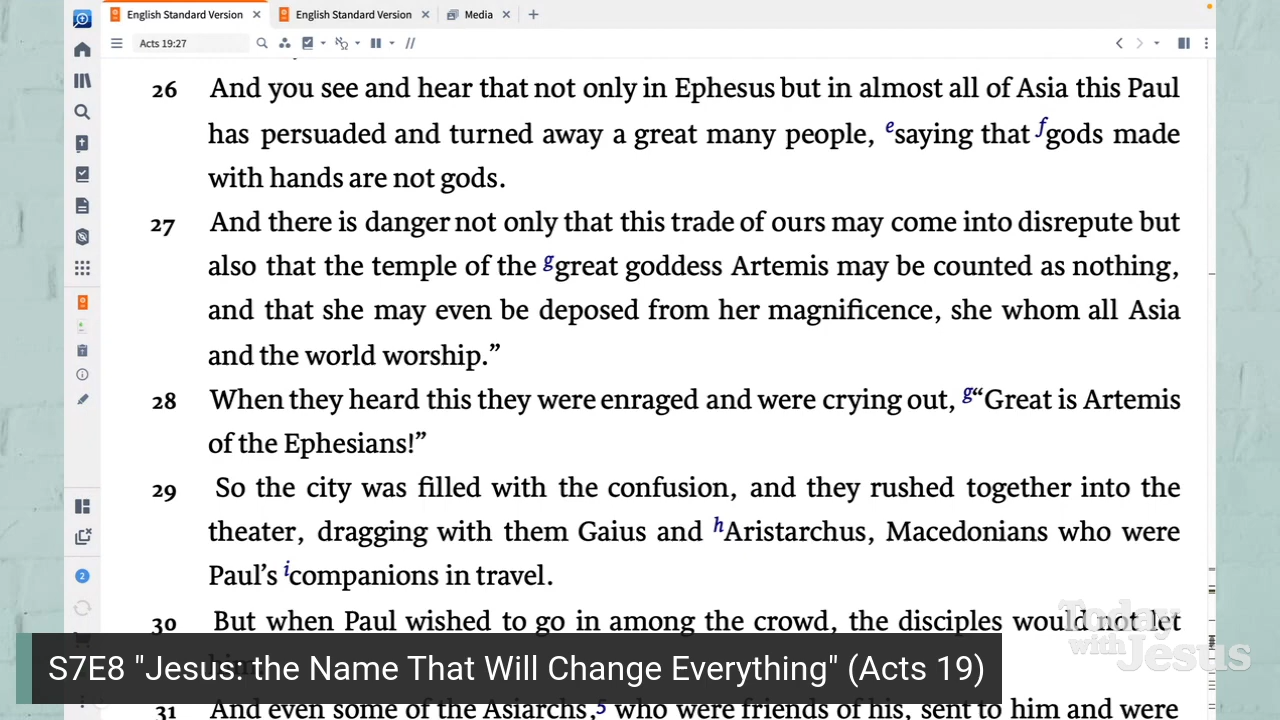 English Standard Version
English Standard Version
Media
Acts 19:27
26 And you see and hear that not only in Ephesus but in almost all of Asia this Paul
has persuaded and turned away a great many people, e saying that f gods made
with hands are not gods.
27 And there is danger not only that this trade of ours may come into disrepute but
also that the temple of the g great goddess Artemis may be counted as nothing,
and that she may even be deposed from her magnificence, she whom all Asia
and the world worship.”
28 When they heard this they were enraged and were crying out, g “Great is Artemis
of the Ephesians!”
29 So the city was filled with the confusion, and they rushed together into the
theater, dragging with them Gaius and h Aristarchus, Macedonians who were
Paul’s i companions in travel.
30 But when Paul wished to go in among the crowd, the disciples would not let
31 And even some of the Asiarchs, 5 who were friends of his, sent to him and were
2
Today
with Jesus
S7E8 "Jesus: the Name That Will Change Everything" (Acts 19)